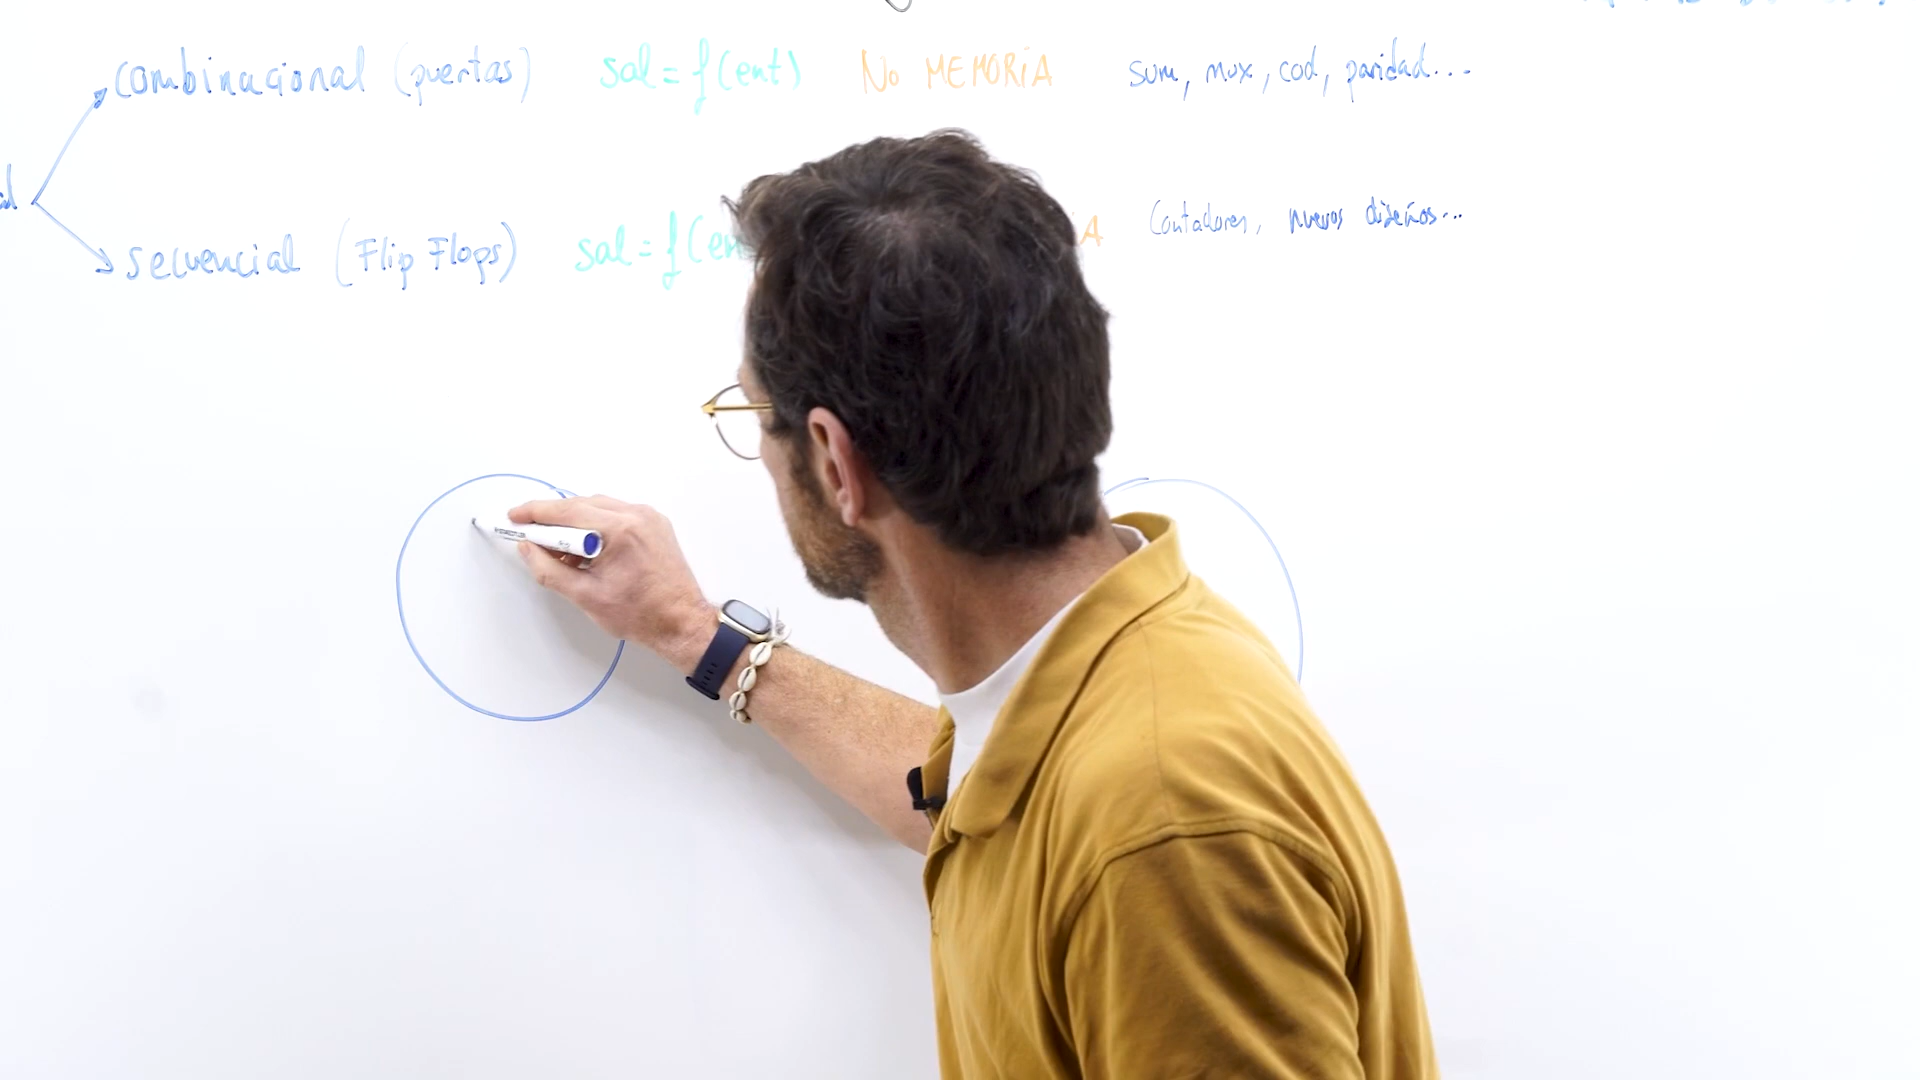 combinacional (puertas) sal = f(ent) No MEMORIA sum, mux, cod, paridad...
secuencial (Flip Flops) sal = f(en A Contadores, nuevos diseños...